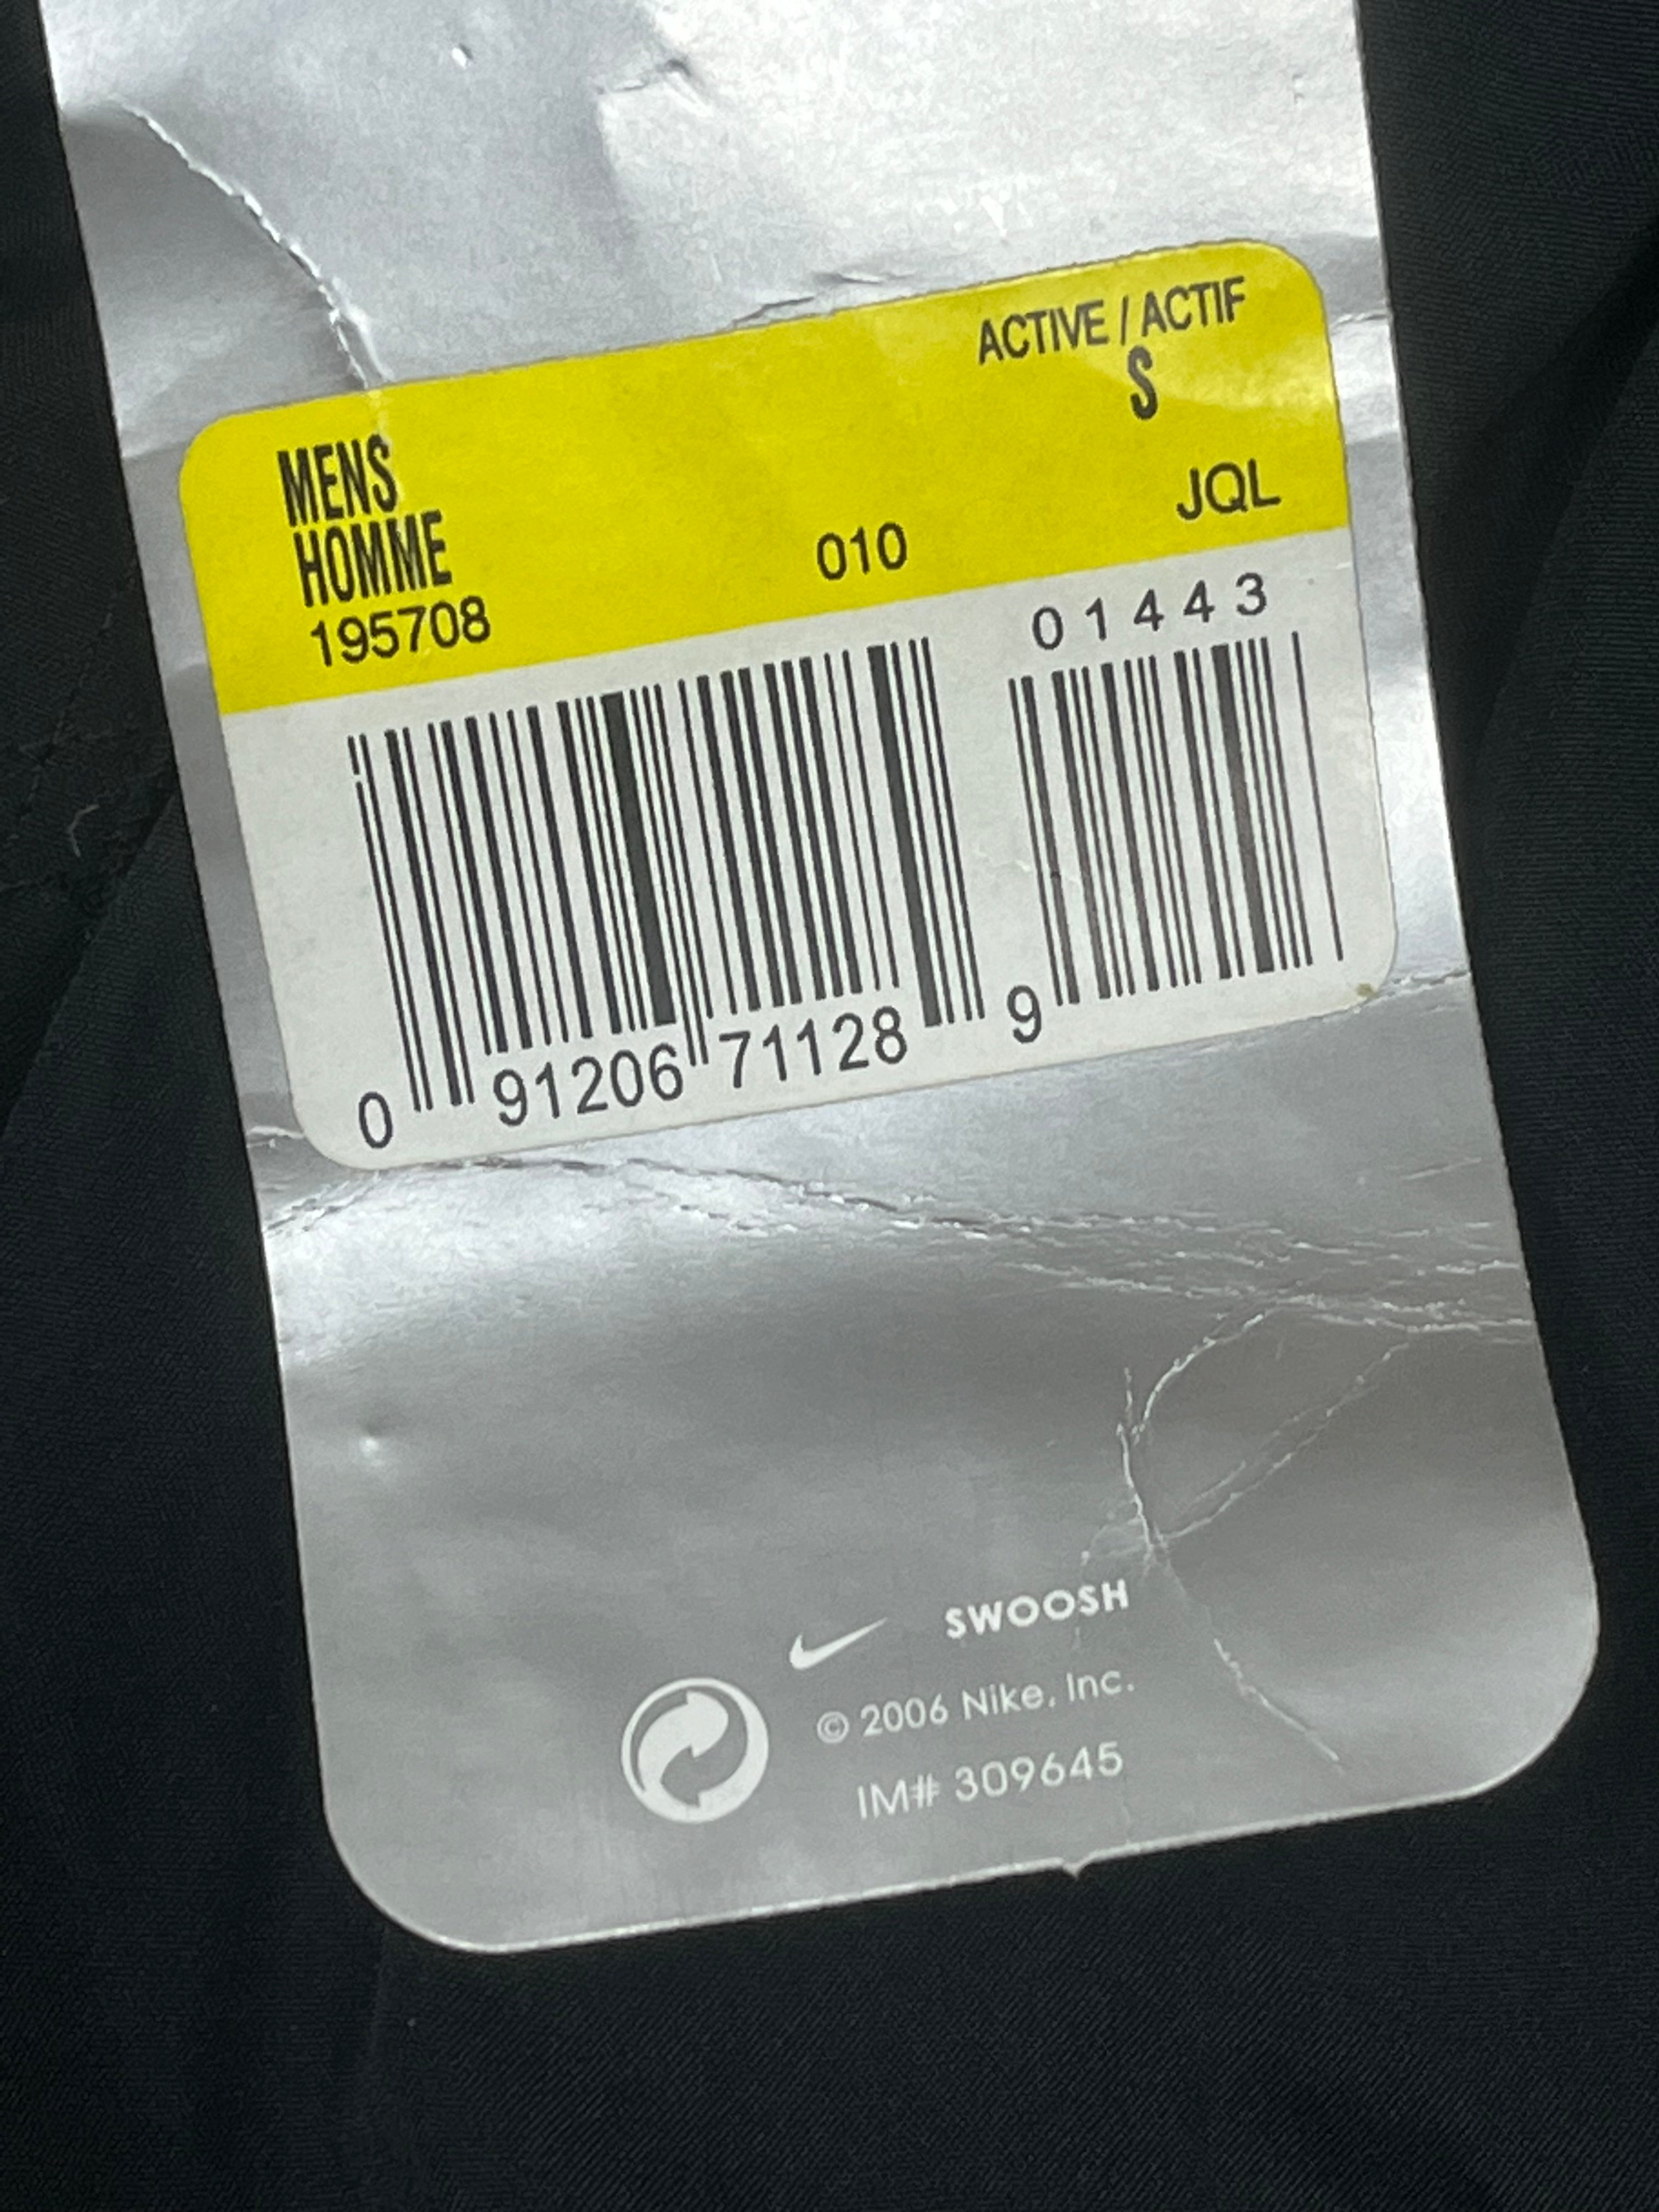 ACTIVE / ACTIF
S
MENS
HOMME
195708 010 JQL
01443
0 91206 71128 9
SWOOSH
© 2006 Nike, Inc.
IM# 309645